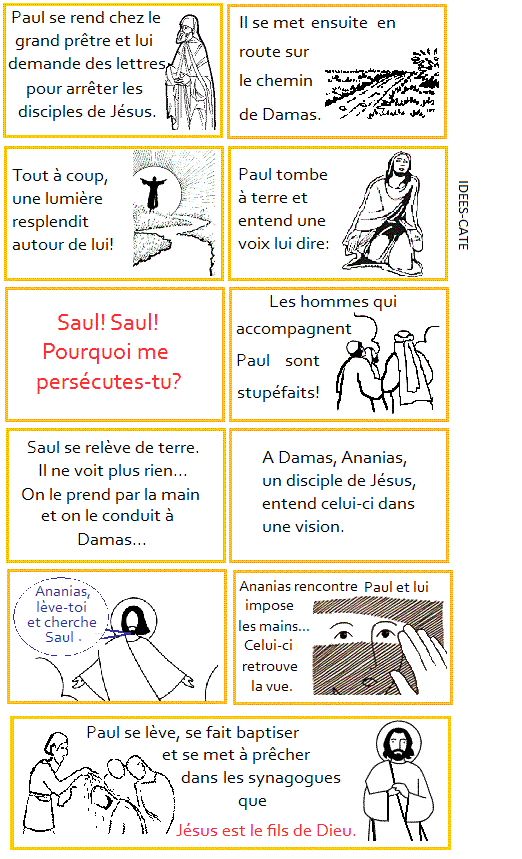 Paul se rend chez le
grand prêtre et lui
demande des lettres
pour arrêter les
disciples de Jésus.
Il se met ensuite en
route sur
le chemin
de Damas.
Tout à coup,
une lumière
resplendit
autour de lui!
Paul tombe
à terre et
entend une
voix lui dire:
IDEES-CATE
Saul! Saul!
Pourquoi me
persécutes-tu?
Les hommes qui
accompagnent
Paul sont
stupéfaits!
Saul se relève de terre.
Il ne voit plus rien...
On le prend par la main
et on le conduit à
Damas...
A Damas, Ananias,
un disciple de Jésus,
entend celui-ci dans
une vision.
Ananias,
lève-toi
et cherche
Saul .
Ananias rencontre Paul et lui
impose
les mains...
Celui-ci
retrouve
la vue.
Paul se lève, se fait baptiser
et se met à prêcher
dans les synagogues
que
Jésus est le fils de Dieu.